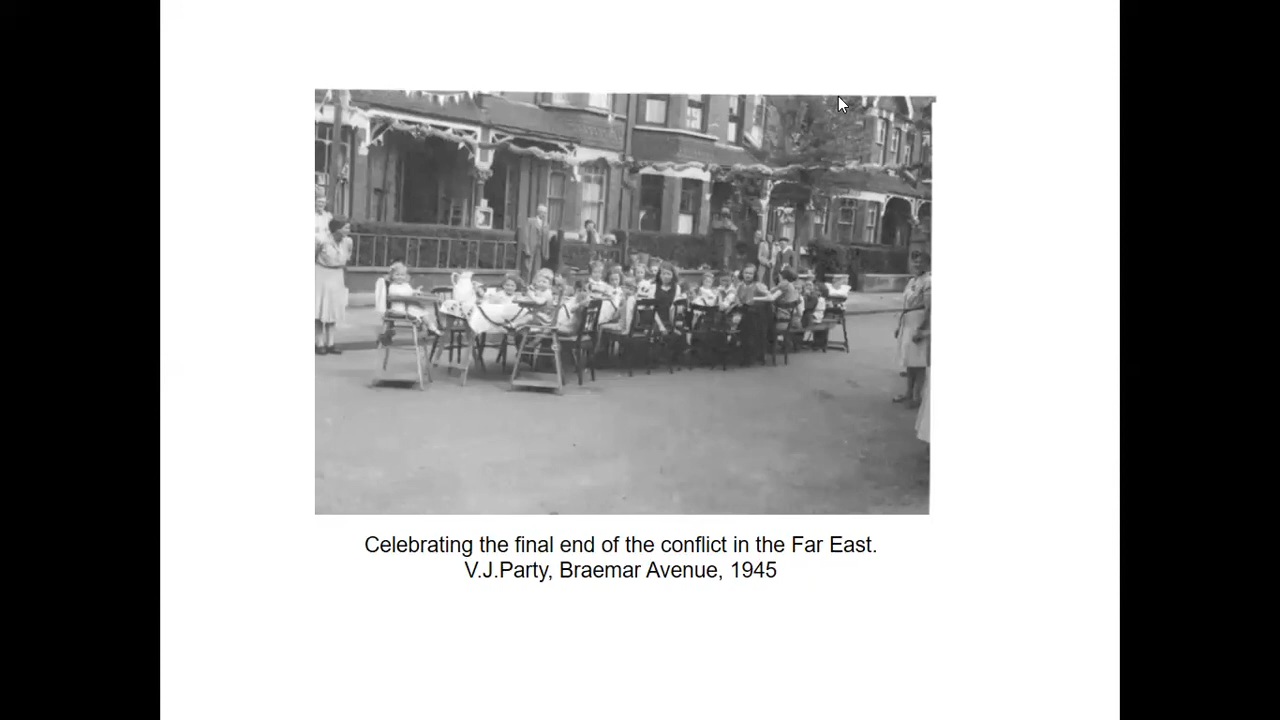 Celebrating the final end of the conflict in the Far East.
V.J.Party, Braemar Avenue, 1945